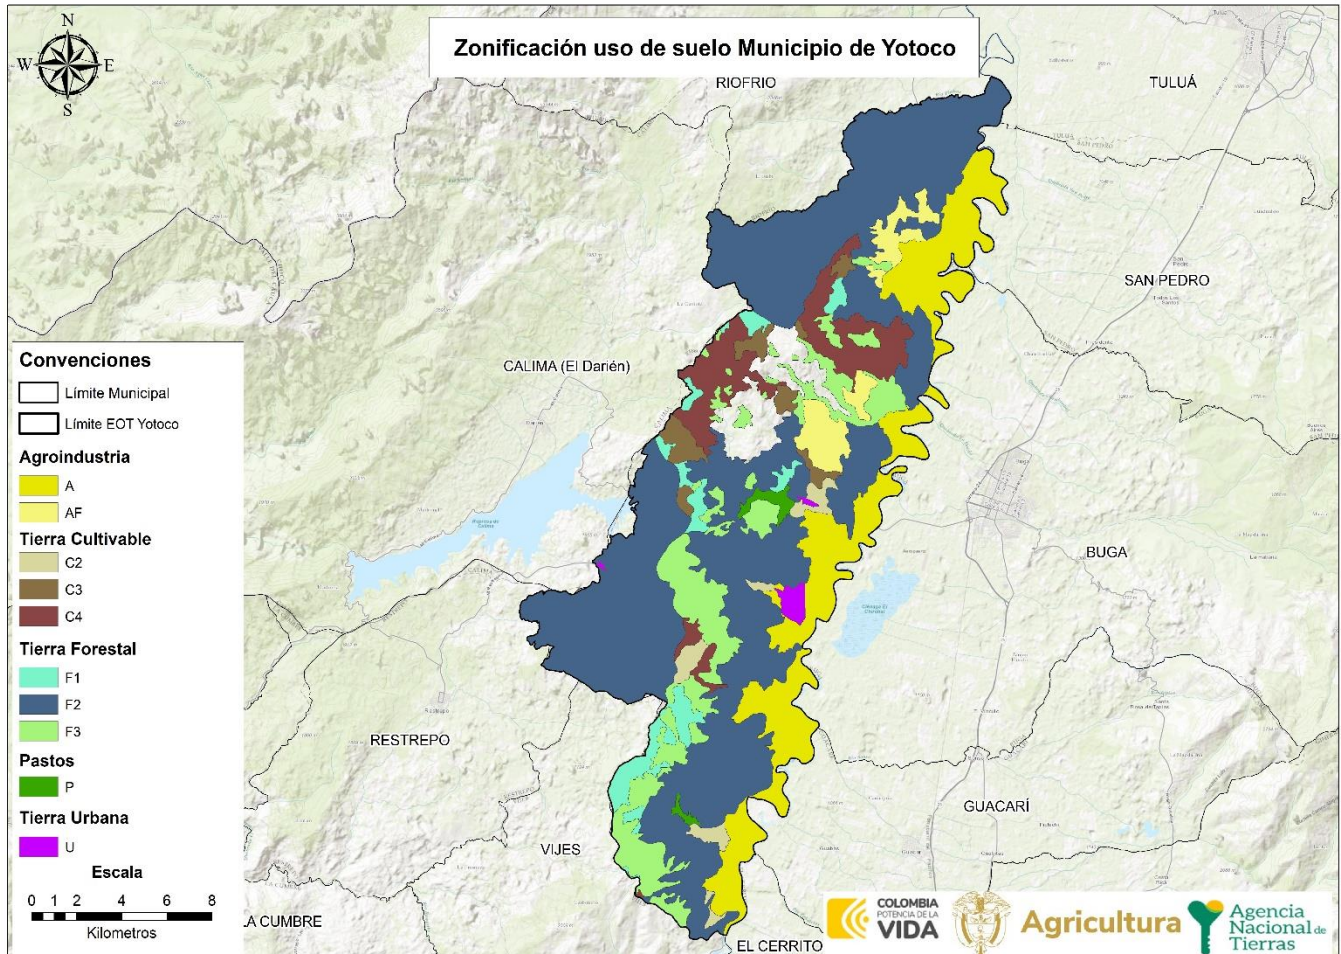 Zonificación uso de suelo Municipio de Yotoco
N
W
E
S
RIOFRIO
TULUÁ
SAN PEDRO
CALIMA (El Darién)
BUGA
RESTREPO
GUACARÍ
VIJES
LA CUMBRE
EL CERRITO
Convenciones
Límite Municipal
Límite EOT Yotoco
Agroindustria
A
AF
Tierra Cultivable
C2
C3
C4
Tierra Forestal
F1
F2
F3
Pastos
P
Tierra Urbana
U
Escala
0 1 2 4 6 8
Kilometros
COLOMBIA
POTENCIA DE LA
VIDA
Agricultura
Agencia
Nacional de
Tierras